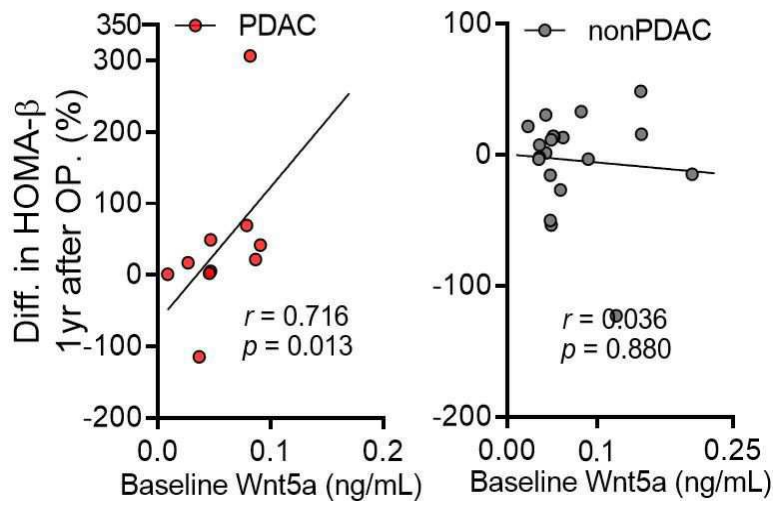 Diff. in HOMA-β
1yr after OP. (%)
PDAC
350
300
200
100
0
-100
-200
r = 0.716
p = 0.013
0.0
0.1
0.2
Baseline Wnt5a (ng/mL)
nonPDAC
100
0
-100
-200
r = 0.036
p = 0.880
0.00
0.1
0.25
Baseline Wnt5a (ng/mL)